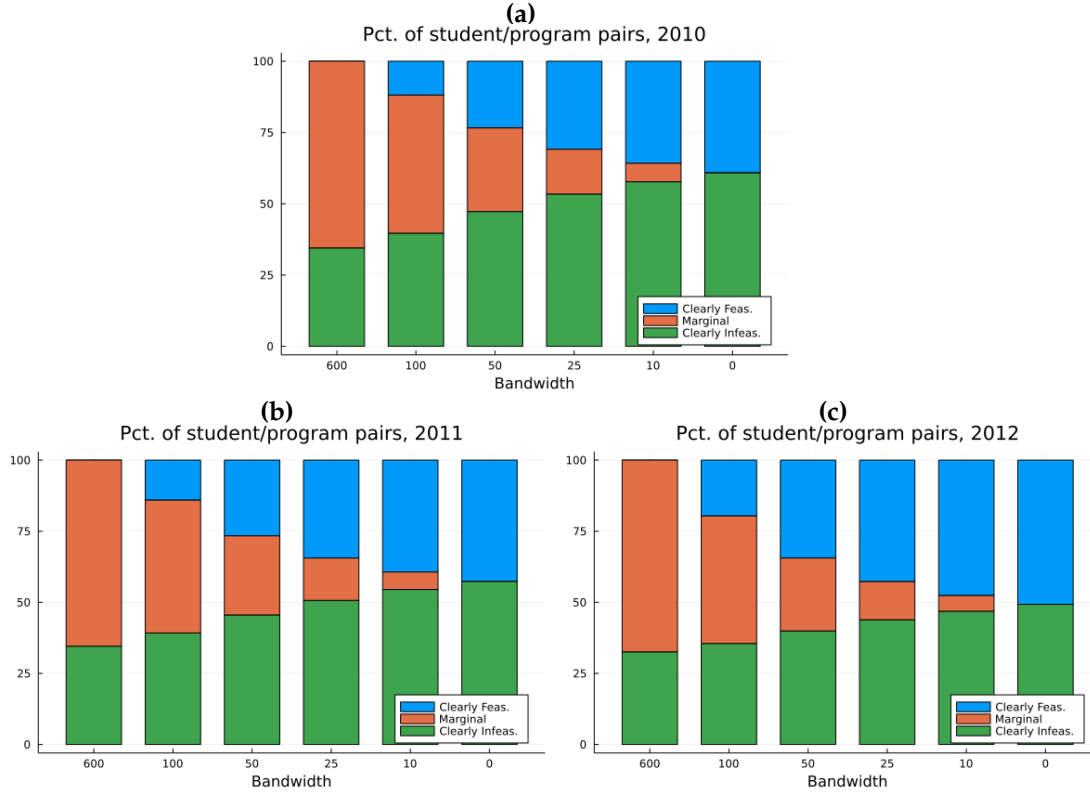 (a)
Pct. of student/program pairs, 2010
100
75
50
25
0
Clearly Feas.
Marginal
Clearly Infeas.
600 100 50 25 10 0
Bandwidth
(b)
Pct. of student/program pairs, 2011
100
75
50
25
0
Clearly Feas.
Marginal
Clearly Infeas.
600 100 50 25 10 0
Bandwidth
(c)
Pct. of student/program pairs, 2012
100
75
50
25
0
Clearly Feas.
Marginal
Clearly Infeas.
600 100 50 25 10 0
Bandwidth